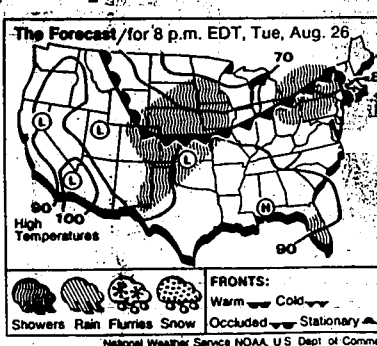 The Forecast/for 8 p.m. EDT, Tue, Aug. 26
70
L
L
L
L
H
90
100
High
Temperatures
90
Showers Rain Flurries Snow
FRONTS:
Warm Cold
Occluded Stationary
National Weather Service NOAA, U.S. Dept. of Comme